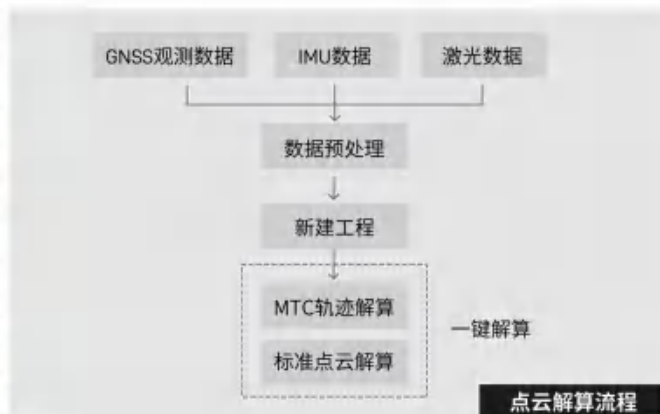 GNSS观测数据 IMU数据 激光数据
数据预处理
新建工程
MTC轨迹解算
一键解算
标准点云解算
点云解算流程